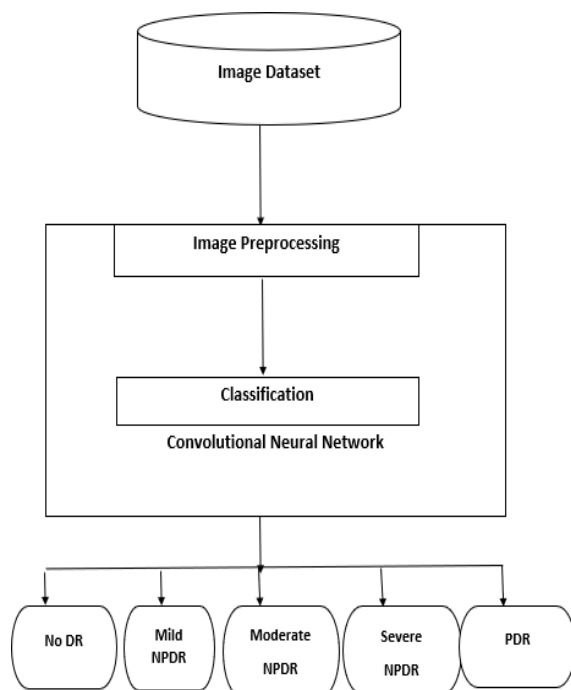 Image Dataset
Image Preprocessing
Classification
Convolutional Neural Network
No DR
Mild
NPDR
Moderate
NPDR
Severe
NPDR
PDR